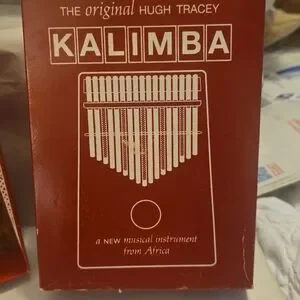 THE original HUGH TRACEY
KALIMBA
a NEW musical instrument
from Africa